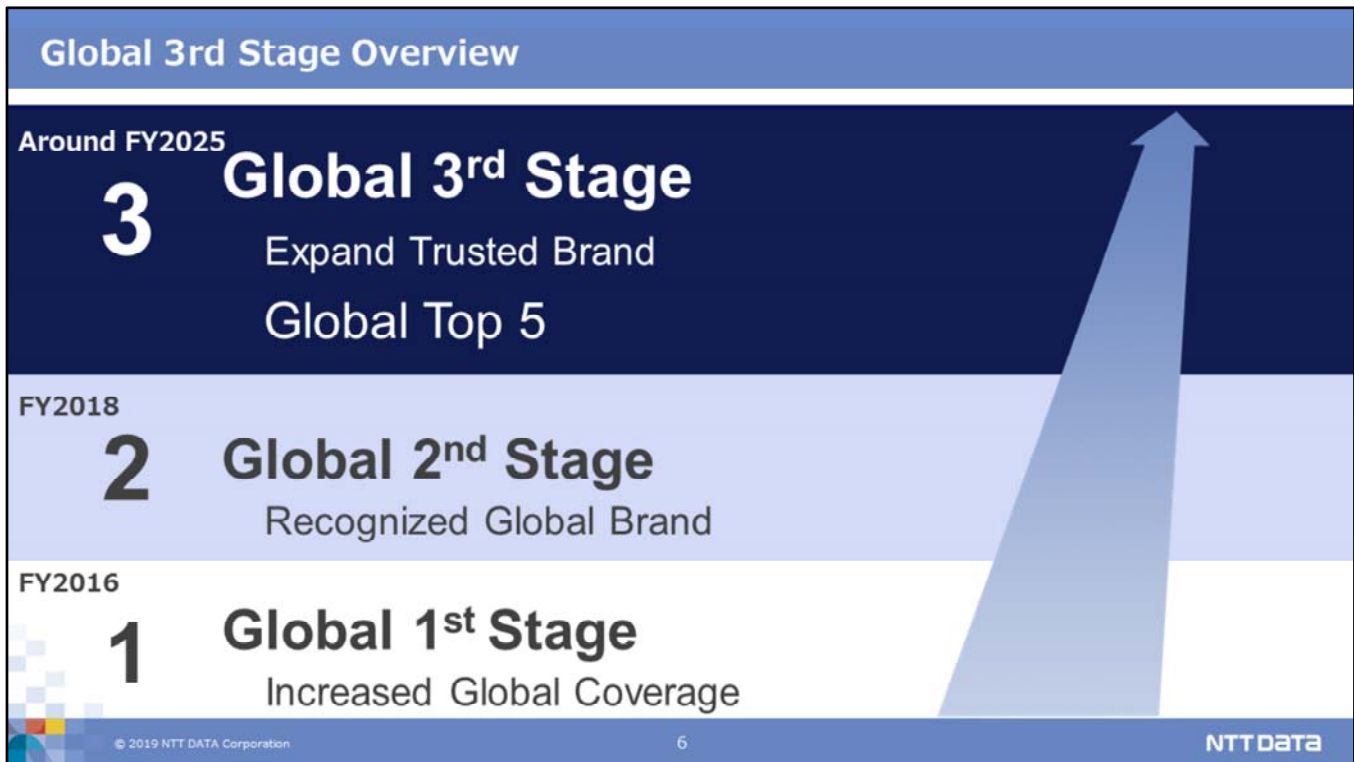 Global 3rd Stage Overview
Around FY2025
3
Global 3rd Stage
Expand Trusted Brand
Global Top 5
FY2018
2
Global 2nd Stage
Recognized Global Brand
FY2016
1
Global 1st Stage
Increased Global Coverage
© 2019 NTT DATA Corporation
6
NTT DATA